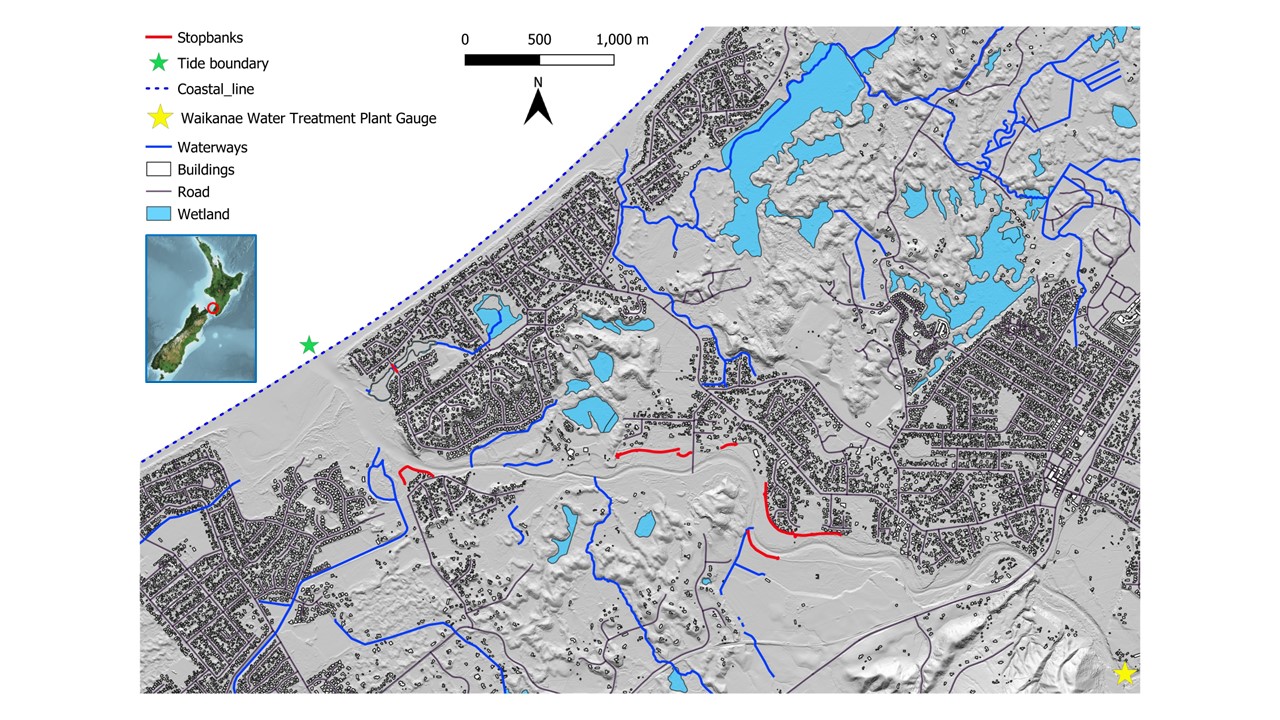 Stopbanks
Tide boundary
Coastal_line
Waikanae Water Treatment Plant Gauge
Waterways
Buildings
Road
Wetland
0 500 1,000 m
N